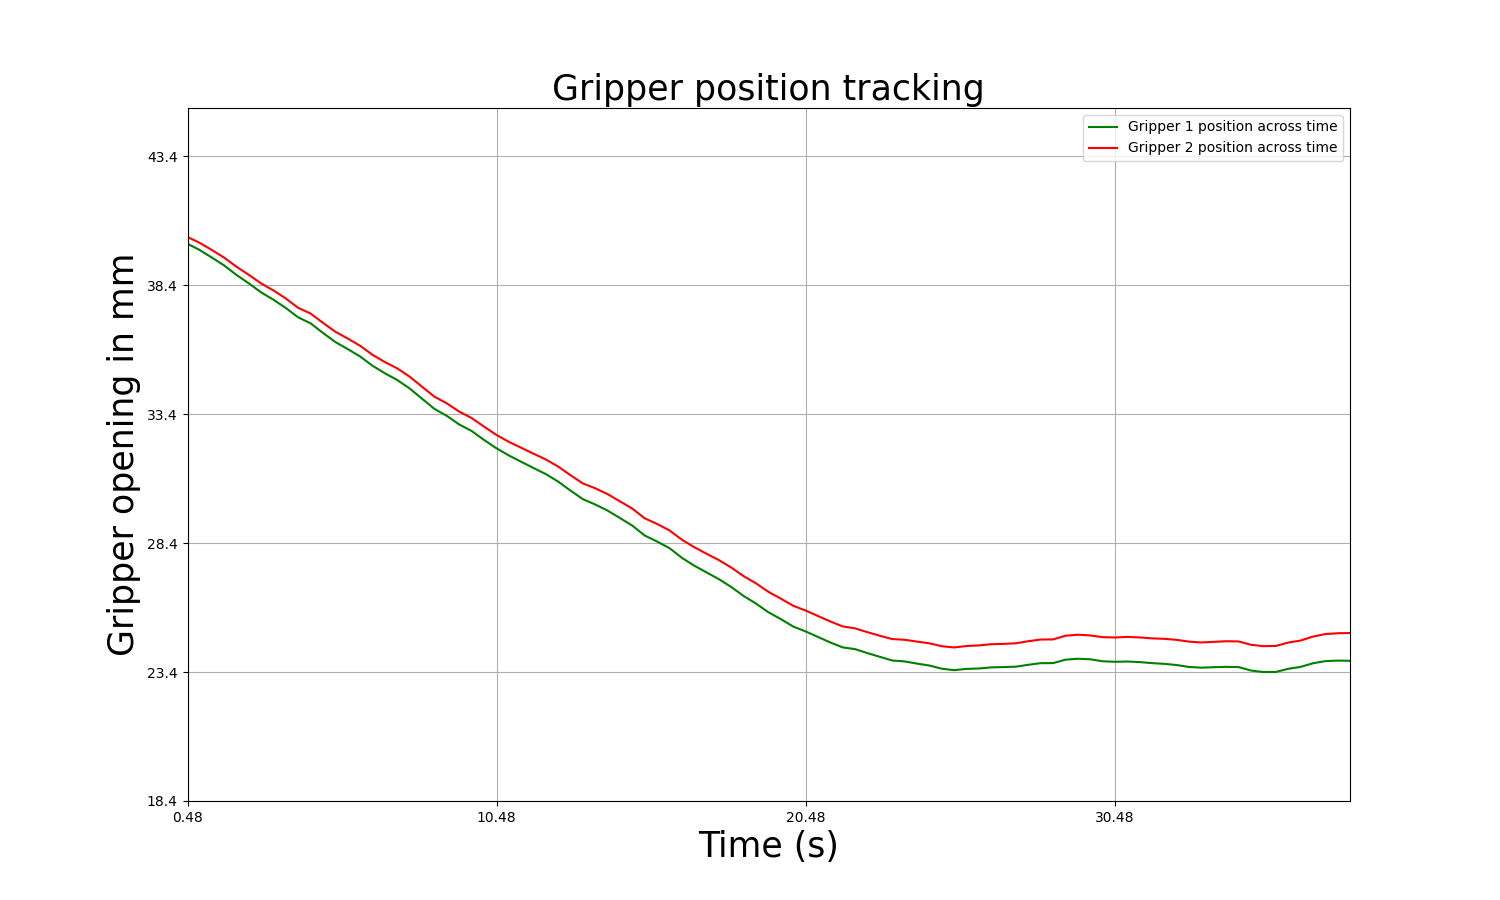 Gripper position tracking
Gripper 1 position across time
Gripper 2 position across time
Gripper opening in mm
43.4
38.4
33.4
28.4
23.4
18.4
0.48
10.48
20.48
30.48
Time (s)